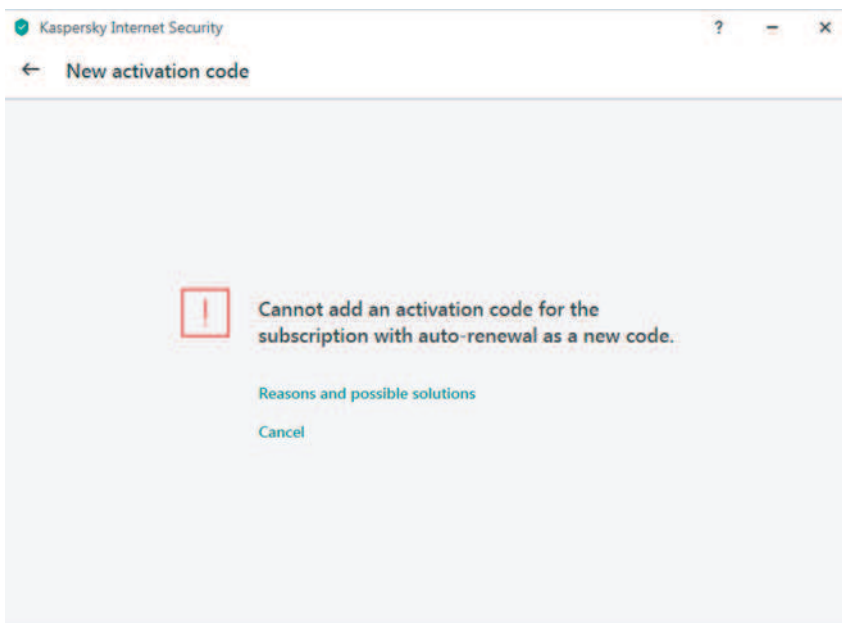 Kaspersky Internet Security
New activation code
Cannot add an activation code for the
subscription with auto-renewal as a new code.
Reasons and possible solutions
Cancel